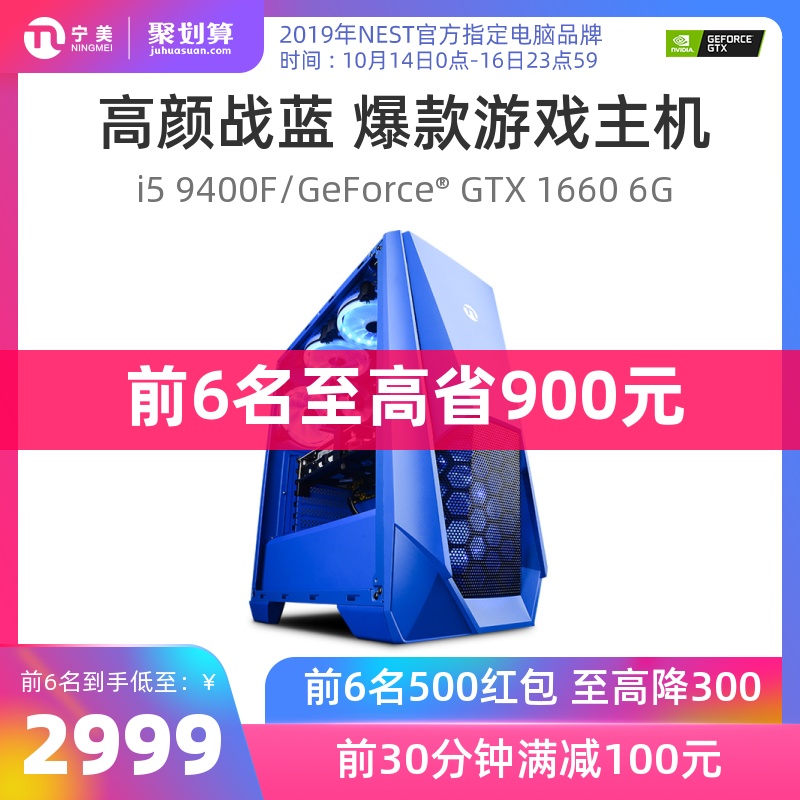 宁美
NINGMEI
聚划算
juhuasuan.com
2019年NEST官方指定电脑品牌
时间：10月14日0点-16日23点59
NVIDIA
GEFORCE
GTX
高颜战蓝 爆款游戏主机
i5 9400F/GeForce® GTX 1660 6G
前6名至高省900元
前6名到手低至：￥
2999
前6名500红包 至高降300
前30分钟满减100元